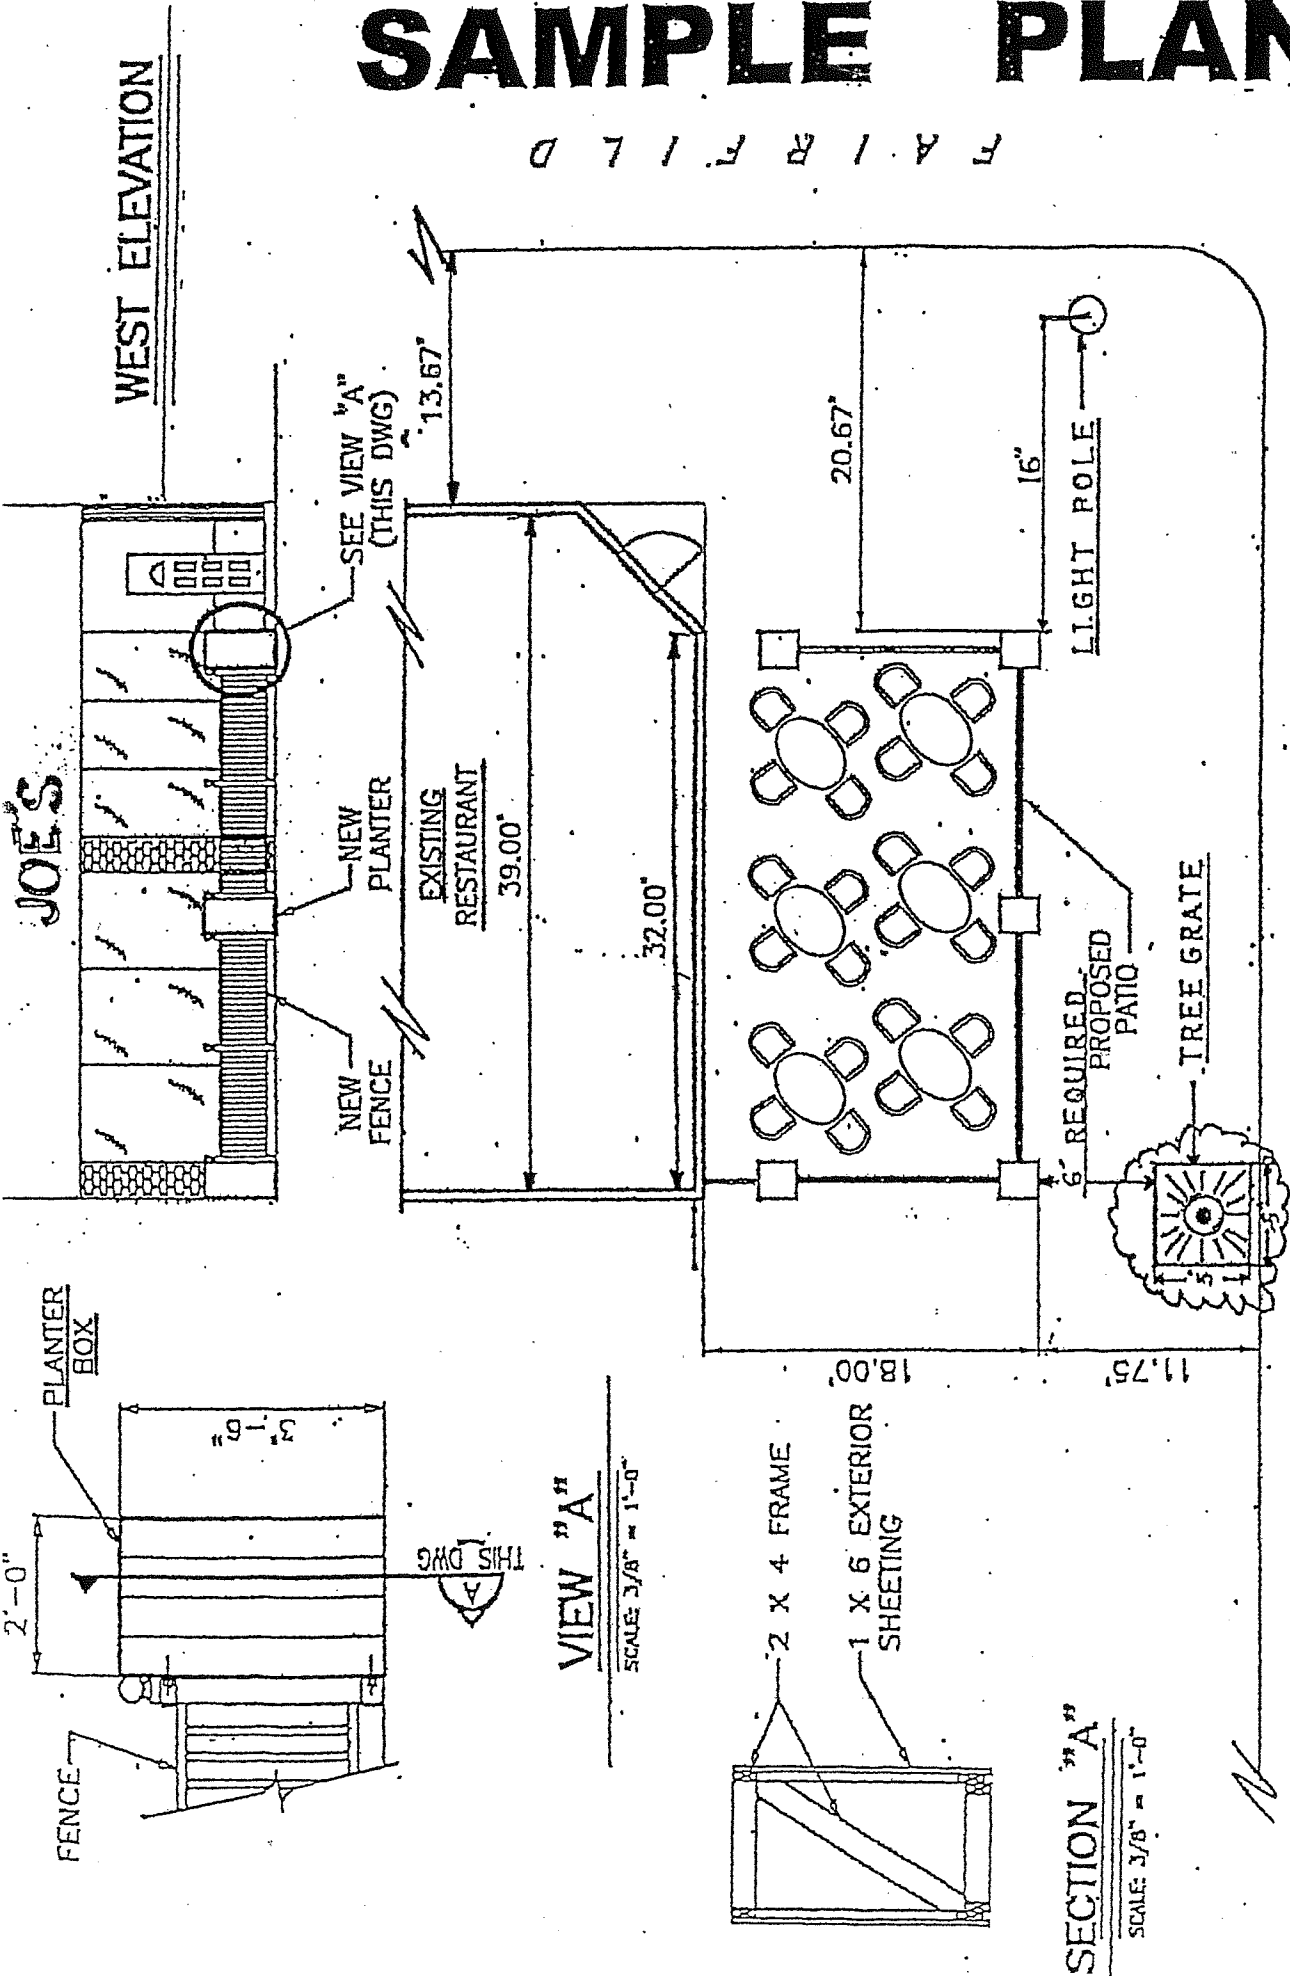 SAMPLE PLAN
FAIRFILD
WEST ELEVATION
JOE'S
SEE VIEW "A"
(THIS DWG)
NEW
PLANTER
NEW
FENCE
13.67"
EXISTING
RESTAURANT
39.00"
32.00"
20.67"
16"
LIGHT POLE
6' REQUIRED
PROPOSED
PATIO
TREE GRATE
5'
5'
18.00'
11.75'
PLANTER
BOX
2'-0"
3'-6"
FENCE
A
THIS DWG
VIEW "A"
SCALE: 3/8" = 1'-0"
2 X 4 FRAME
1 X 6 EXTERIOR
SHEETING
SECTION "A"
SCALE: 3/8" = 1'-0"